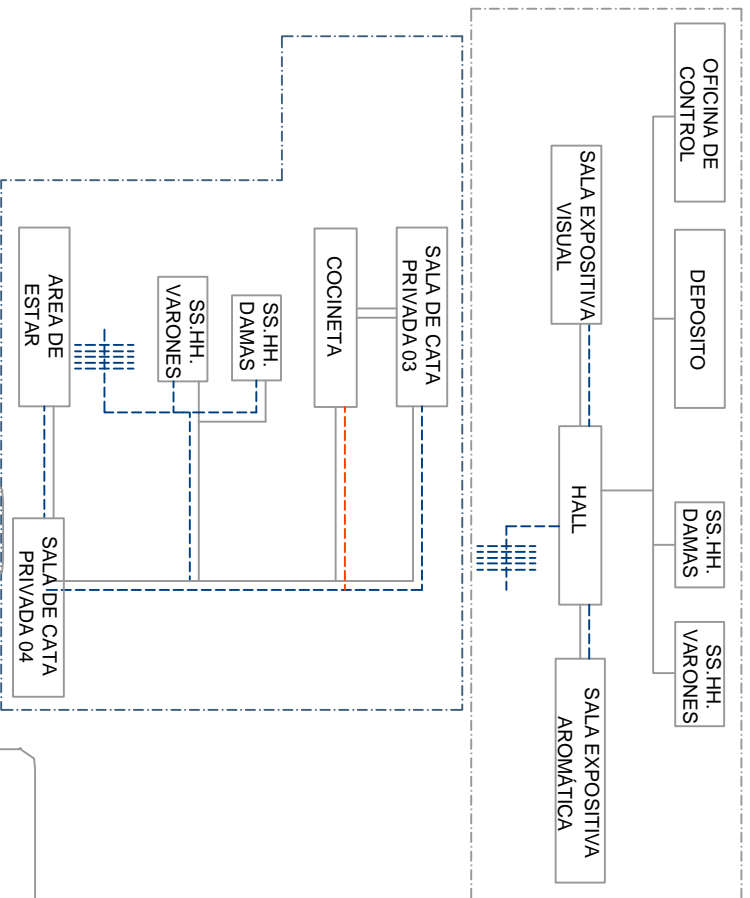 OFICINA DE
CONTROL
DEPOSITO
SS.HH.
DAMAS
SS.HH.
VARONES
SALA EXPOSITIVA
VISUAL
HALL
SALA EXPOSITIVA
AROMÁTICA
SALA DE CATA
PRIVADA 03
COCINETA
SS.HH.
DAMAS
SS.HH.
VARONES
AREA DE
ESTAR
SALA DE CATA
PRIVADA 04